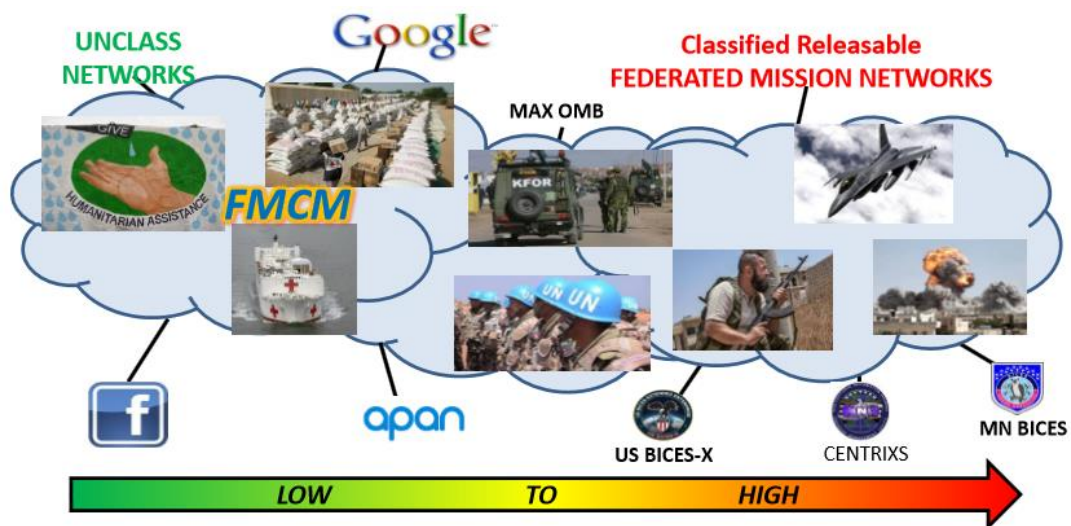 UNCLASS
NETWORKS
Google
Classified Releasable
FEDERATED MISSION NETWORKS
MAX OMB
GIVE
HUMANITARIAN ASSISTANCE
FMCM
KFOR
UN UN
f
apan
US BICES-X
CENTRIXS
MN BICES
LOW TO HIGH